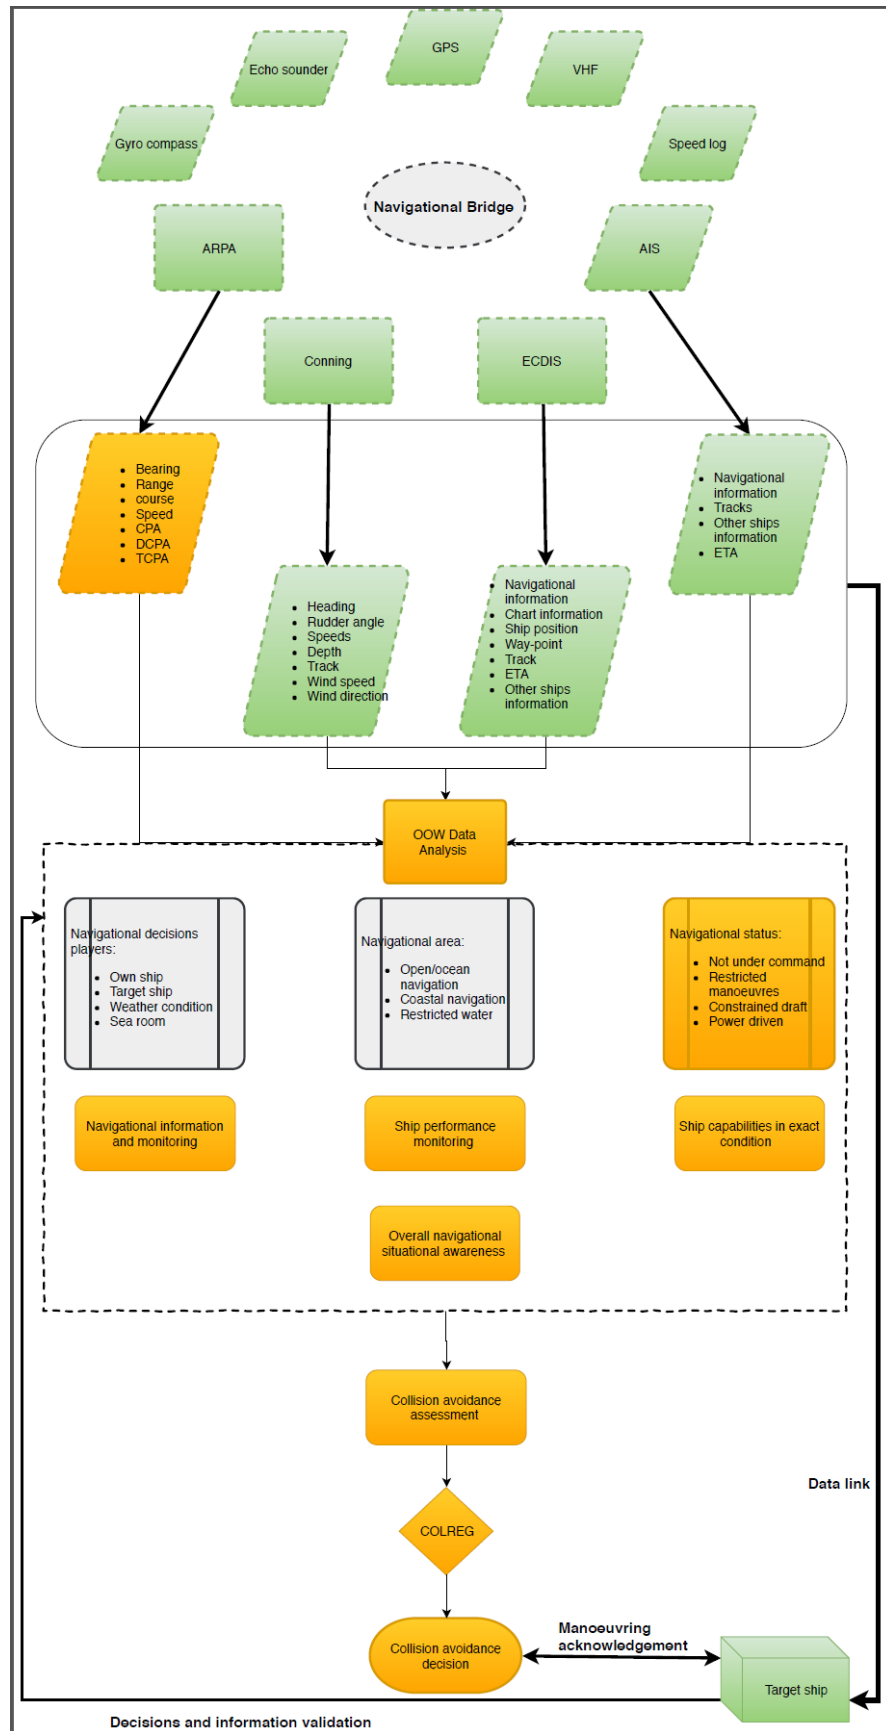 GPS
Echo sounder
VHF
Gyro compass
Speed log
Navigational Bridge
ARPA
AIS
Conning
ECDIS
Bearing
Range
course
Speed
CPA
DCPA
TCPA
Navigational
information
Tracks
Other ships
information
ETA
Heading
Rudder angle
Speeds
Depth
Track
Wind speed
Wind direction
Navigational
information
Chart information
Ship position
Way-point
Track
ETA
Other ships
information
OOW Data
Analysis
Navigational decisions
players:
Own ship
Target ship
Weather condition
Sea room
Navigational area:
Open/ocean
navigation
Coastal navigation
Restricted water
Navigational status:
Not under command
Restricted
manoeuvres
Constrained draft
Power driven
Navigational information
and monitoring
Ship performance
monitoring
Ship capabilities in exact
condition
Overall navigational
situational awareness
Collision avoidance
assessment
Data link
COLREG
Manoeuvring
acknowledgement
Collision avoidance
decision
Target ship
Decisions and information validation